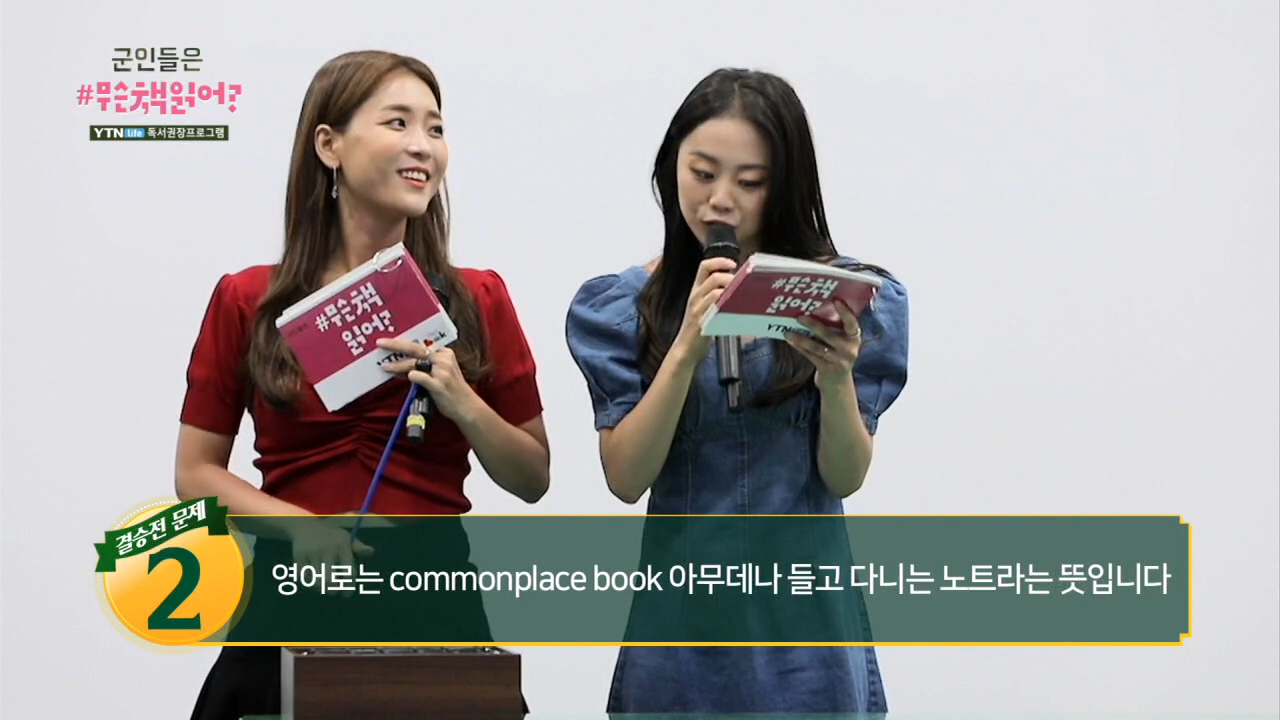 군인들은
#무슨책읽어?
YTN life 독서권장프로그램
#무슨책
읽어?
YTN
#무슨책
읽어?
YTN
결승전 문제
2
영어로는 commonplace book 아무데나 들고 다니는 노트라는 뜻입니다